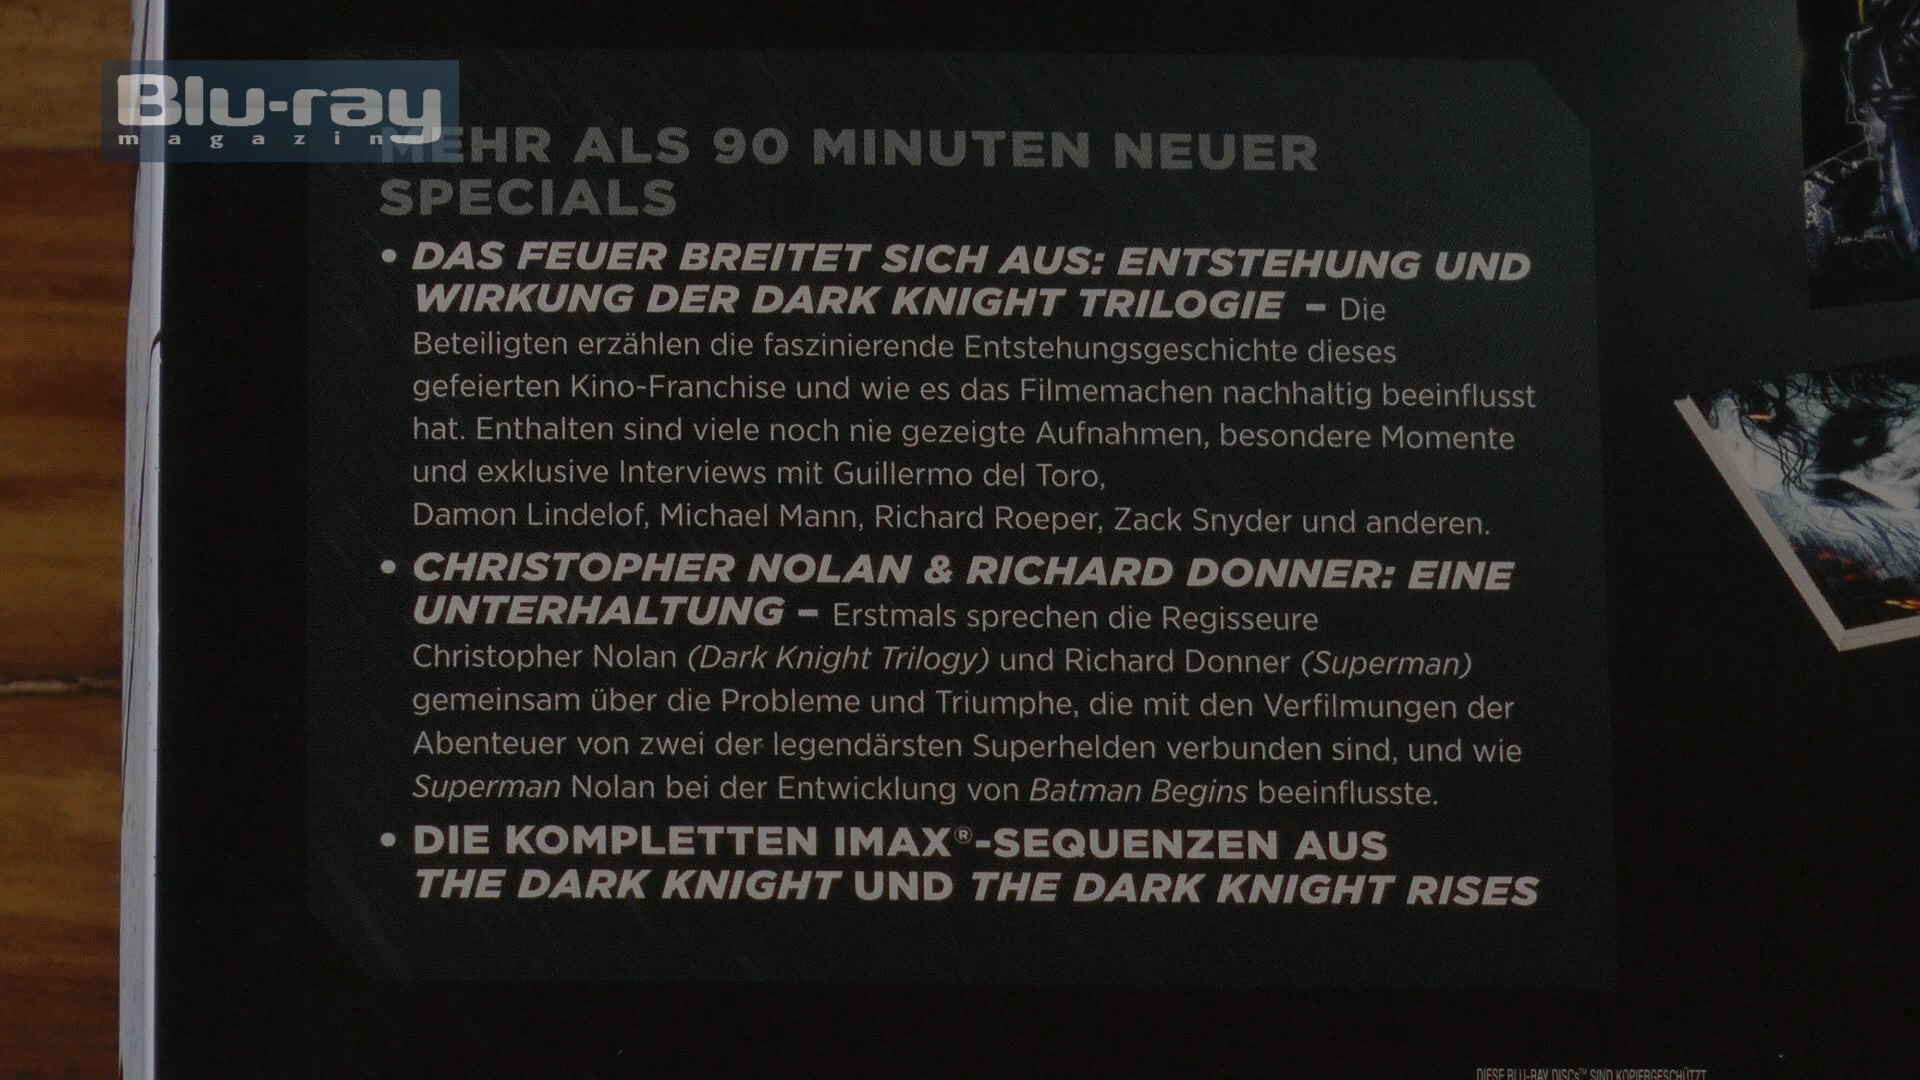 Blu-ray
magazin
MEHR ALS 90 MINUTEN NEUER
SPECIALS
• DAS FEUER BREITET SICH AUS: ENTSTEHUNG UND
WIRKUNG DER DARK KNIGHT TRILOGIE – Die
Beteiligten erzählen die faszinierende Entstehungsgeschichte dieses
gefeierten Kino-Franchise und wie es das Filmemachen nachhaltig beeinflusst
hat. Enthalten sind viele noch nie gezeigte Aufnahmen, besondere Momente
und exklusive Interviews mit Guillermo del Toro,
Damon Lindelof, Michael Mann, Richard Roeper, Zack Snyder und anderen.
• CHRISTOPHER NOLAN & RICHARD DONNER: EINE
UNTERHALTUNG – Erstmals sprechen die Regisseure
Christopher Nolan (Dark Knight Trilogy) und Richard Donner (Superman)
gemeinsam über die Probleme und Triumphe, die mit den Verfilmungen der
Abenteuer von zwei der legendärsten Superhelden verbunden sind, und wie
Superman Nolan bei der Entwicklung von Batman Begins beeinflusste.
• DIE KOMPLETTEN IMAX®-SEQUENZEN AUS
THE DARK KNIGHT UND THE DARK KNIGHT RISES
DIESE BLU-RAY DISCs™ SIND KOPIERGESCHÜTZT